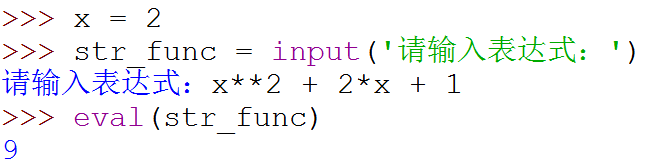 >>> x = 2
>>> str_func = input('请输入表达式：')
请输入表达式：x**2 + 2*x + 1
>>> eval(str_func)
9